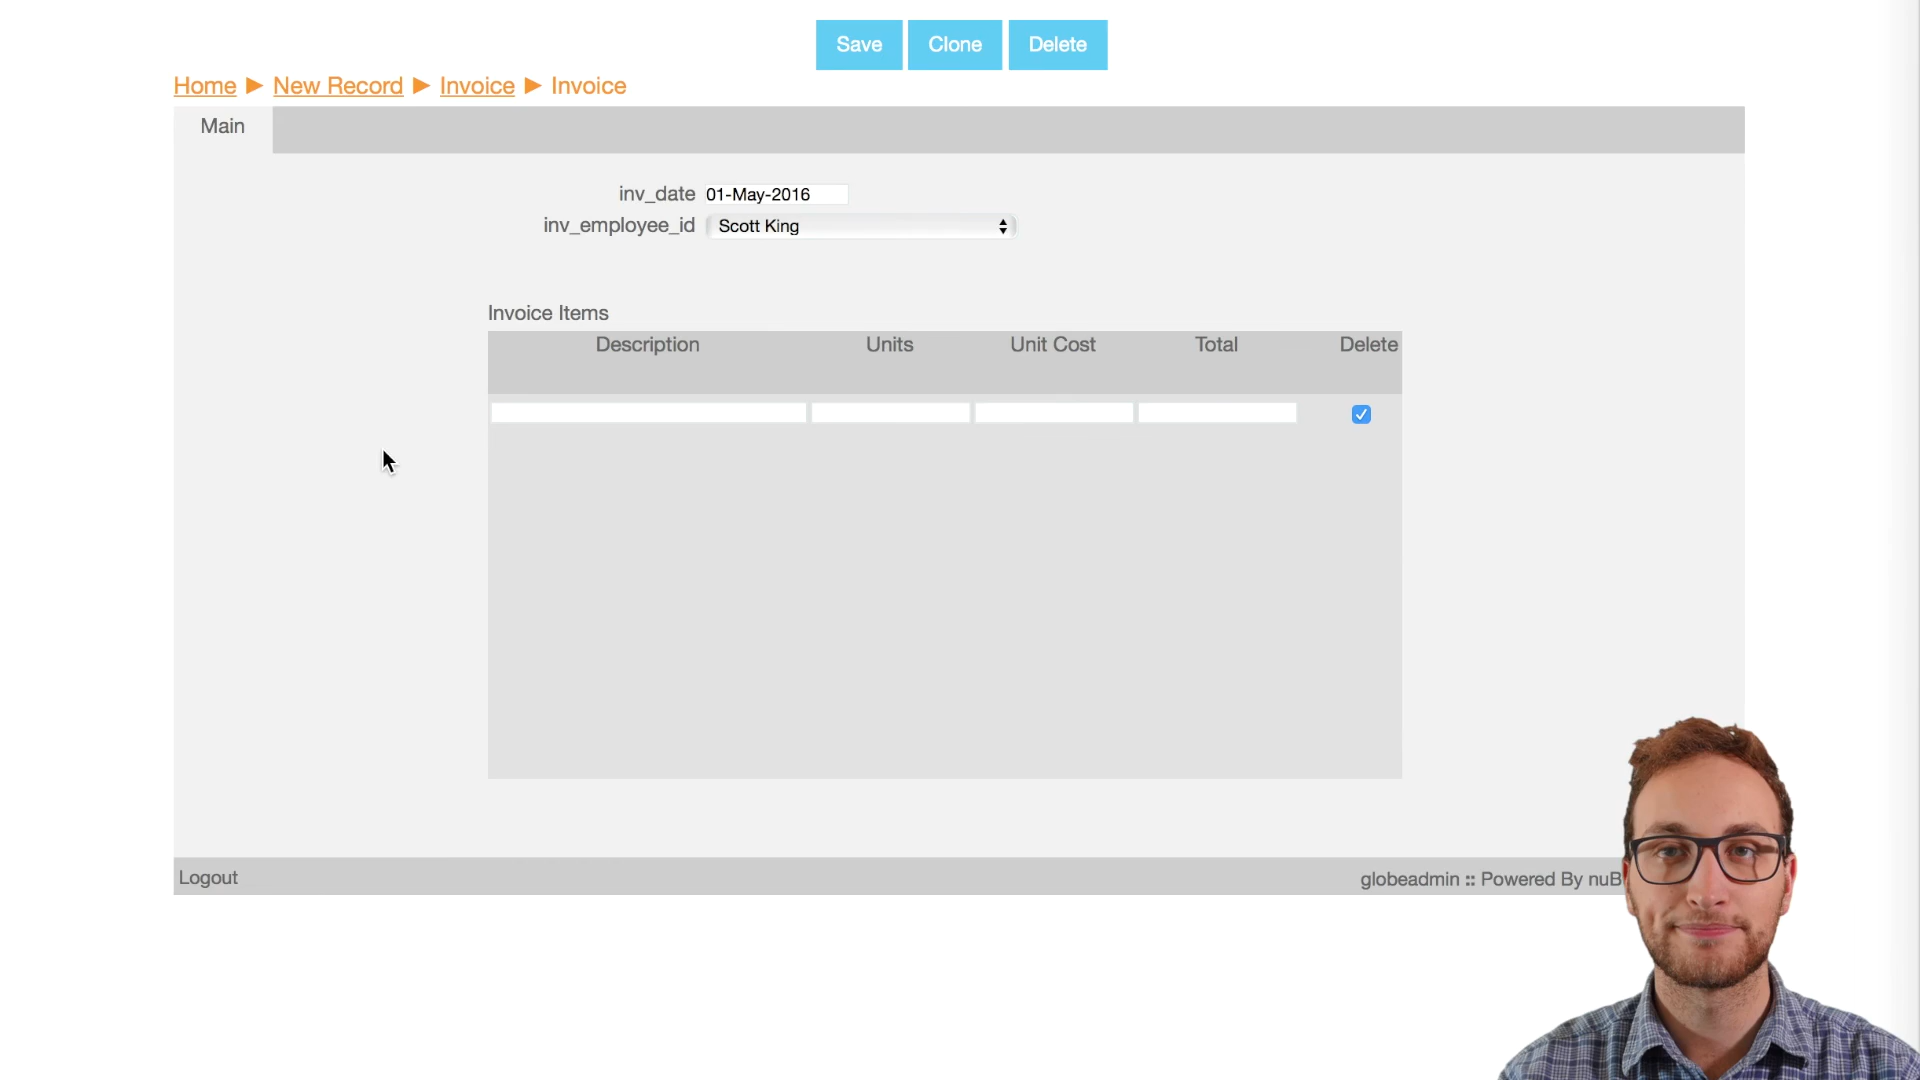 Save Clone Delete
Home ▶ New Record ▶ Invoice ▶ Invoice
Main
inv_date 01-May-2016
inv_employee_id Scott King
Invoice Items
Description Units Unit Cost Total Delete
Logout globeadmin :: Powered By nuB